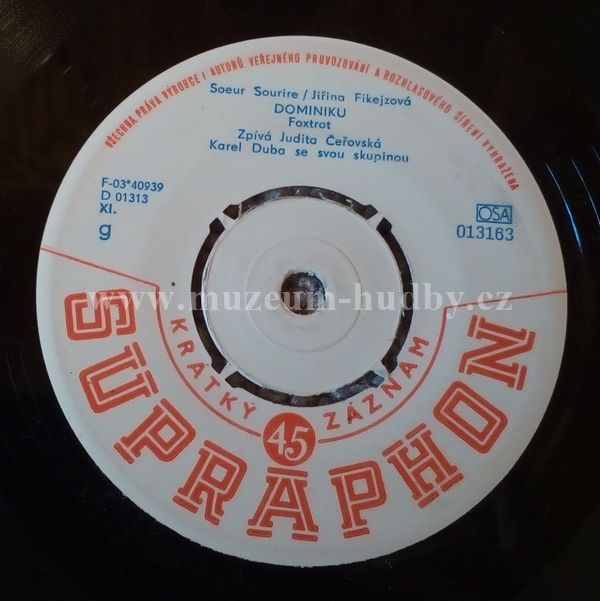 VŠECHNA PRÁVA VÝROBCE I AUTORŮ VEŘEJNÉHO PROVOZOVÁNÍ A ROZHLASOVÉHO ŠÍŘENÍ VYHRAŽENA
Soeur Sourire / Jiřina Fikejzová
DOMINIKU
Foxtrot
Zpívá Judita Čeřovská
Karel Duba se svou skupinou
F-03*40939
D 01313
XI.
g
OSA
013163
www.muzeum-hudby.cz
KRÁTKÝ 45 ZÁZNAM
SUPRAPHON